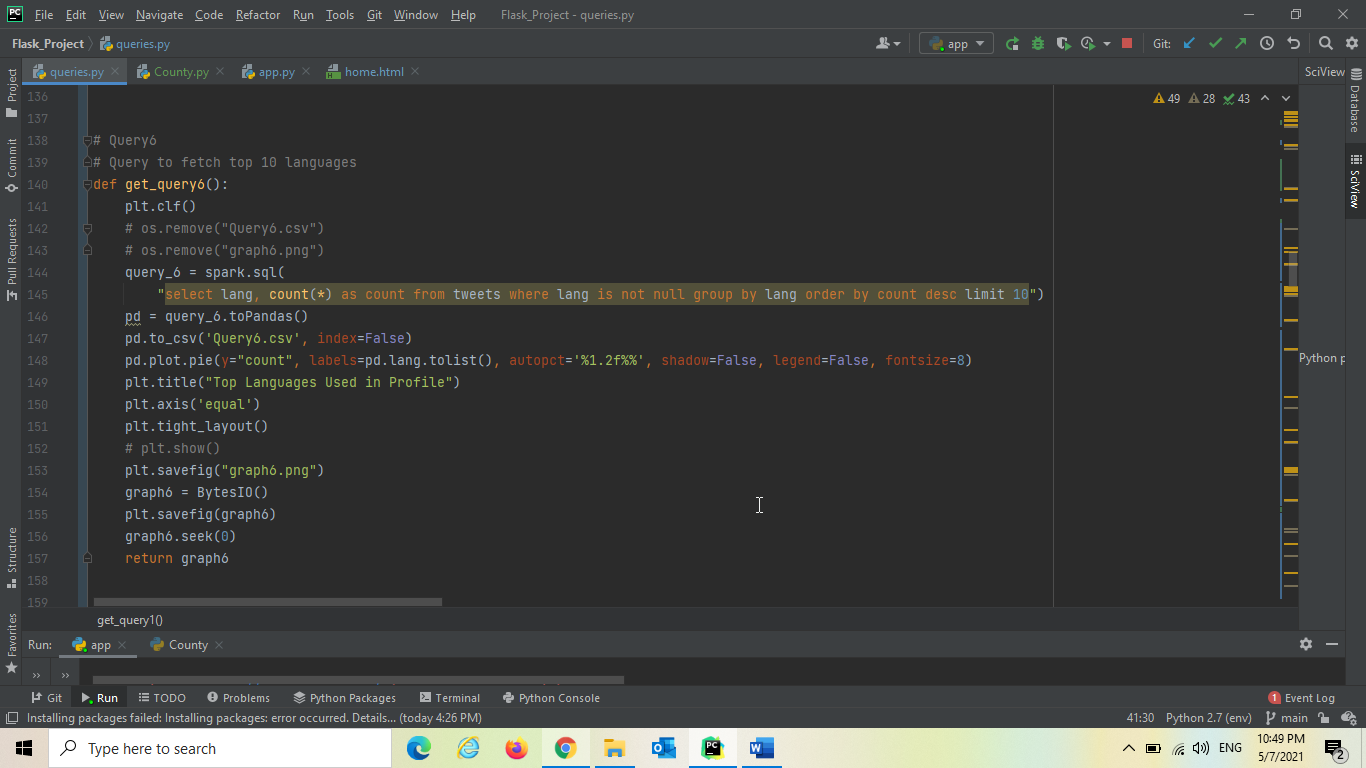 PC File Edit View Navigate Code Refactor Run Tools Git Window Help Flask_Project - queries.py
Flask_Project queries.py app Git:
queries.py County.py app.py home.html SciView
Project
Commit
Pull Requests
Structure
Favorites
Database
SciView
49 28 43
136
137
138 # Query6
139 # Query to fetch top 10 languages
140 def get_query6():
141 plt.clf()
142 # os.remove("Query6.csv")
143 # os.remove("graph6.png")
144 query_6 = spark.sql(
145 "select lang, count(*) as count from tweets where lang is not null group by lang order by count desc limit 10")
146 pd = query_6.toPandas()
147 pd.to_csv('Query6.csv', index=False)
148 pd.plot.pie(y="count", labels=pd.lang.tolist(), autopct='%1.2f%%', shadow=False, legend=False, fontsize=8)
Python p
149 plt.title("Top Languages Used in Profile")
150 plt.axis('equal')
151 plt.tight_layout()
152 # plt.show()
153 plt.savefig("graph6.png")
154 graph6 = BytesIO()
155 plt.savefig(graph6)
156 graph6.seek(0)
157 return graph6
158
159
get_query1()
Run: app County
Git Run TODO Problems Python Packages Terminal Python Console 1 Event Log
Installing packages failed: Installing packages: error occurred. Details... (today 4:26 PM) 41:30 Python 2.7 (env) main
Type here to search
ENG
10:49 PM
5/7/2021
2